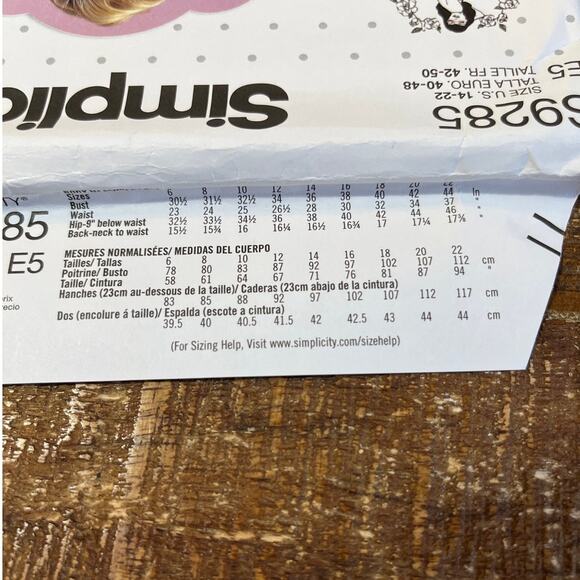 Simplic
S9285
SIZE U.S. 14-22
TALLA EURO. 40-48
TAILLE FR. 42-50
E5
85
E5
Sizes 6 8 10 12 14 16 18 20 22
Bust 30½ 31½ 32½ 34 36 38 40 42 44 In
Waist 23 24 25 26½ 28 30 32 34 37 "
Hip-9" below waist 32½ 33½ 34½ 36 38 40 42 44 46 "
Back-neck to waist 15½ 15¾ 16 16¼ 16½ 16¾ 17 17¼ 17⅜ "
MESURES NORMALISÉES/ MEDIDAS DEL CUERPO
Tailles/ Tallas 6 8 10 12 14 16 18 20 22
Poitrine/ Busto 78 80 83 87 92 97 102 107 112 cm
Taille/ Cintura 58 61 64 67 71 76 81 87 94 "
Hanches (23cm au-dessous de la taille)/ Caderas (23cm abajo de la cintura)
83 85 88 92 97 102 107 112 117 cm
Dos (encolure á taille)/ Espalda (escote a cintura)
39.5 40 40.5 41.5 42 42.5 43 44 44 cm
(For Sizing Help, Visit www.simplicity.com/sizehelp)